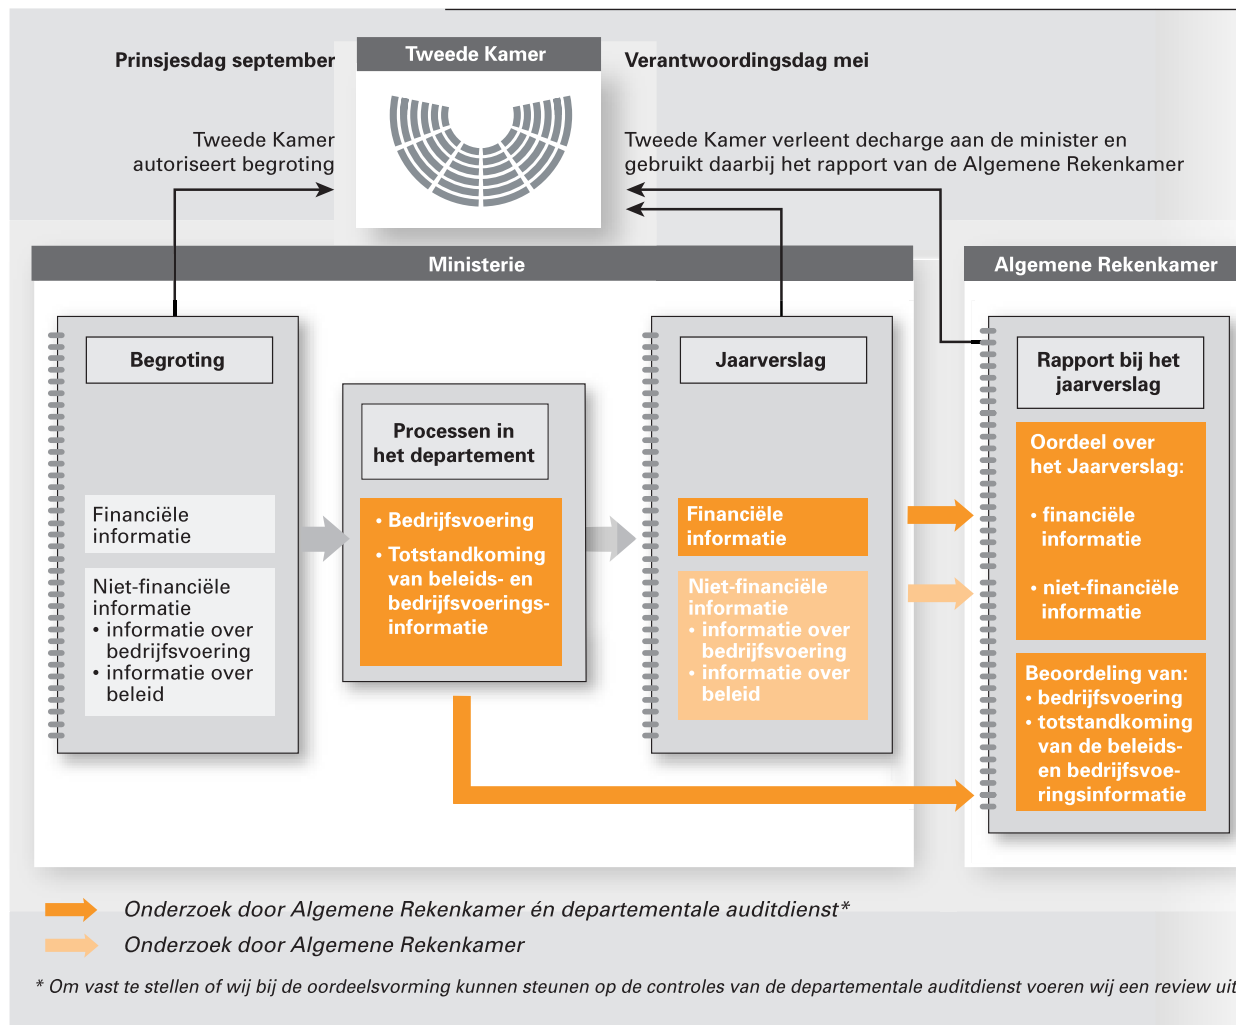 Prinsjesdag september
Tweede Kamer
Verantwoordingsdag mei
Tweede Kamer
autoriseert begroting
Tweede Kamer verleent decharge aan de minister en
gebruikt daarbij het rapport van de Algemene Rekenkamer
Ministerie
Algemene Rekenkamer
Begroting
Financiële
informatie
Niet-financiële
informatie
• informatie over
bedrijfsvoering
• informatie over
beleid
Processen in
het departement
• Bedrijfsvoering
• Totstandkoming
van beleids- en
bedrijfsvoerings-
informatie
Jaarverslag
Financiële
informatie
Niet-financiële
informatie
• informatie over
bedrijfsvoering
• informatie over
beleid
Rapport bij het
jaarverslag
Oordeel over
het Jaarverslag:
• financiële
informatie
• niet-financiële
informatie
Beoordeling van:
• bedrijfsvoering
• totstandkoming
van de beleids-
en bedrijfsvoe-
ringsinformatie
Onderzoek door Algemene Rekenkamer én departementale auditdienst*
Onderzoek door Algemene Rekenkamer
* Om vast te stellen of wij bij de oordeelsvorming kunnen steunen op de controles van de departementale auditdienst voeren wij een review uit